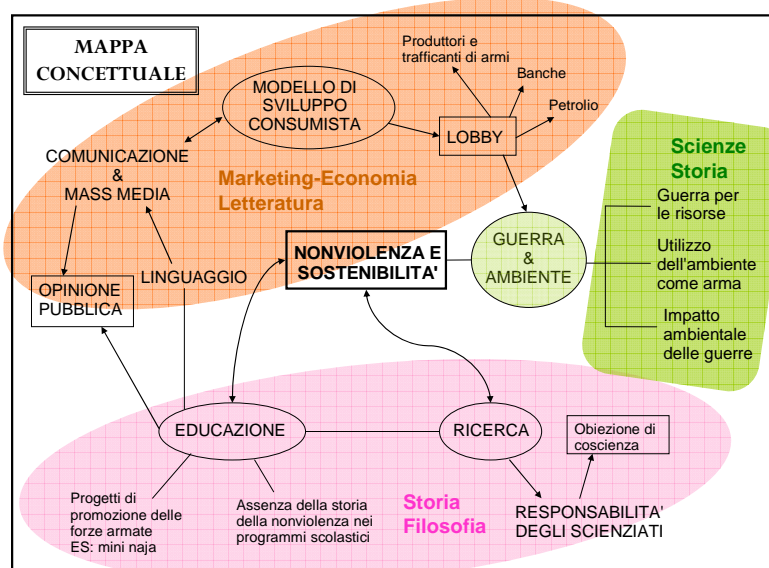 MAPPA
CONCETTUALE
Produttori e
trafficanti di armi
Banche
Petrolio
MODELLO DI
SVILUPPO
CONSUMISTA
LOBBY
COMUNICAZIONE
&
MASS MEDIA
Marketing-Economia
Letteratura
Scienze
Storia
Guerra per
le risorse
Utilizzo
dell'ambiente
come arma
Impatto
ambientale
delle guerre
GUERRA
&
AMBIENTE
NONVIOLENZA E
SOSTENIBILITA'
LINGUAGGIO
OPINIONE
PUBBLICA
EDUCAZIONE
RICERCA
Obiezione di
coscienza
Progetti di
promozione delle
forze armate
ES: mini naja
Assenza della storia
della nonviolenza nei
programmi scolastici
Storia
Filosofia
RESPONSABILITA'
DEGLI SCIENZIATI